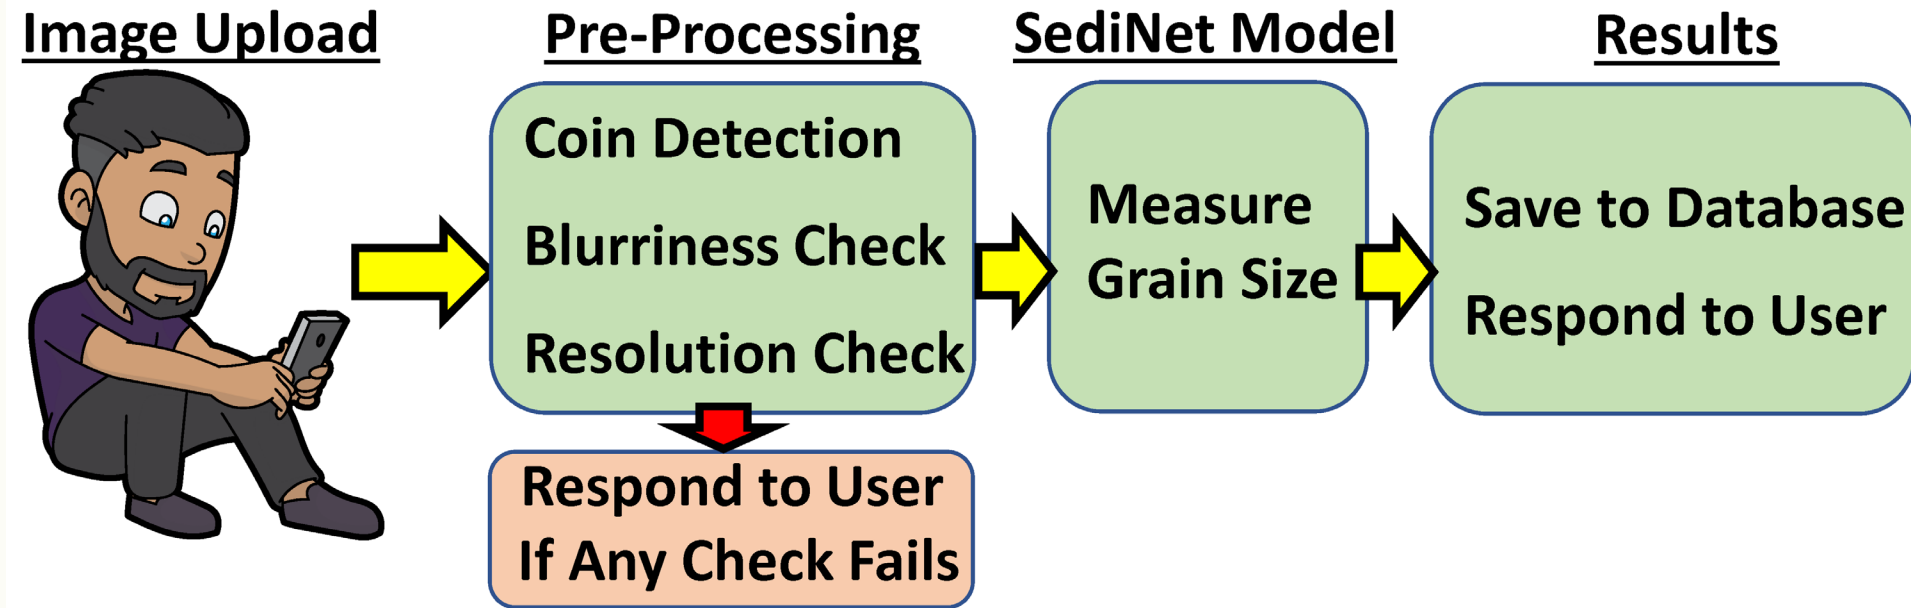 Image Upload
Pre-Processing
SediNet Model
Results
Coin Detection
Blurriness Check
Resolution Check
Respond to User
If Any Check Fails
Measure
Grain Size
Save to Database
Respond to User